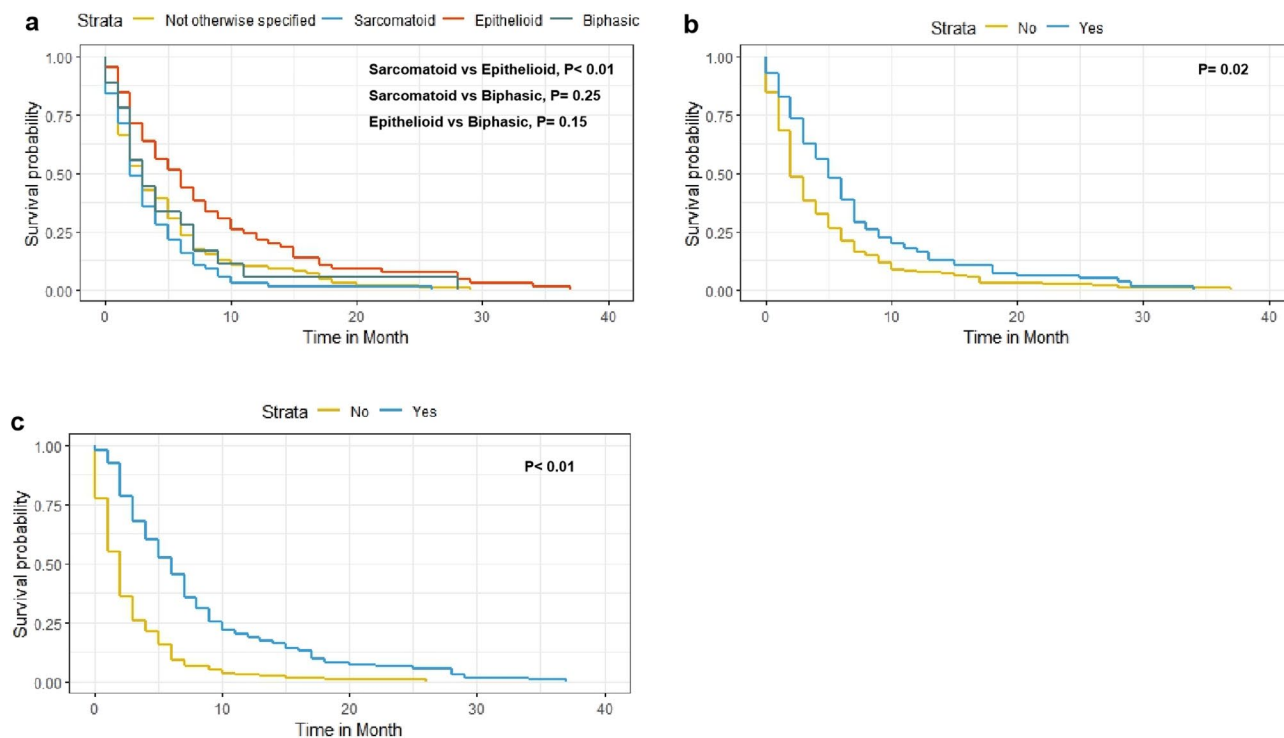 a
Strata Not otherwise specified Sarcomatoid Epithelioid Biphasic
1.00
0.75
0.50
0.25
0.00
Survival probability
Sarcomatoid vs Epithelioid, P< 0.01
Sarcomatoid vs Biphasic, P= 0.25
Epithelioid vs Biphasic, P= 0.15
0 10 20 30 40
Time in Month
b
Strata No Yes
1.00
0.75
0.50
0.25
0.00
Survival probability
P= 0.02
0 10 20 30 40
Time in Month
c
Strata No Yes
1.00
0.75
0.50
0.25
0.00
Survival probability
P< 0.01
0 10 20 30 40
Time in Month